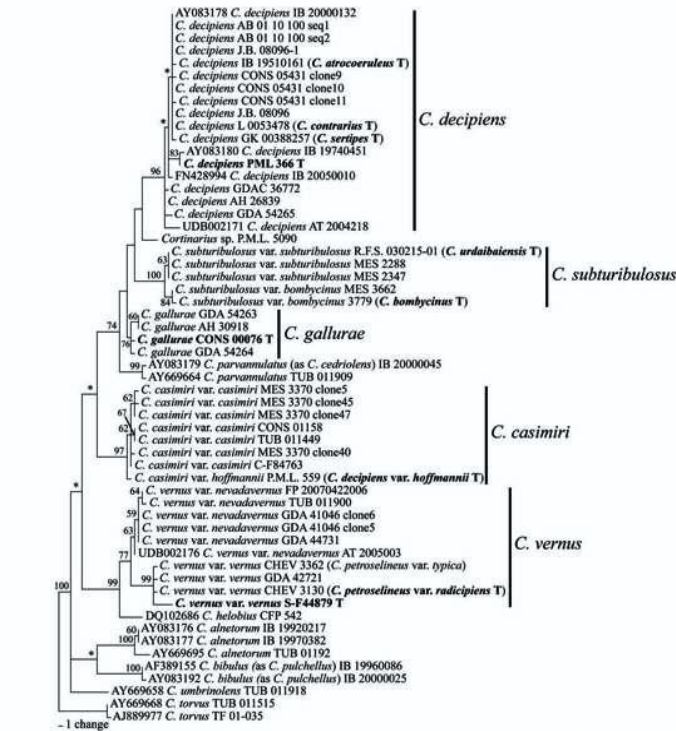 AY083178 C. decipiens IB 20000132
C. decipiens AB 01 10 100 seq1
C. decipiens AB 01 10 100 seq2
C. decipiens J.B. 08096-1
*
C. decipiens IB 19510161 (C. atrocoeruleus T)
C. decipiens CONS 05431 clone9
C. decipiens CONS 05431 clone10
C. decipiens CONS 05431 clone11
C. decipiens J.B. 08096
C. decipiens
*
C. decipiens L 0053478 (C. contrarius T)
C. decipiens GK 00388257 (C. sertipes T)
83
AY083180 C. decipiens IB 19740451
C. decipiens PML 366 T
96
FN428994 C. decipiens IB 20050010
C. decipiens GDAC 36772
C. decipiens AH 26839
C. decipiens GDA 54265
UDB002171 C. decipiens AT 2004218
Cortinarius sp. P.M.L. 5090
C. subturibulosus var. subturibulosus R.F.S. 030215-01 (C. urdaibaiensis T)
63
C. subturibulosus var. subturibulosus MES 2288
100
C. subturibulosus var. subturibulosus MES 2347
C. subturibulosus
C. subturibulosus var. bombycinus MES 3662
84
C. subturibulosus var. bombycinus 3779 (C. bombycinus T)
60
C. gallurae GDA 54263
74
C. gallurae AH 30918
C. gallurae
76
C. gallurae CONS 00076 T
C. gallurae GDA 54264
99
AY083179 C. parvannulatus (as C. cedriolens) IB 20000045
AY669664 C. parvannulatus TUB 011909
*
C. casimiri var. casimiri MES 3370 clone5
62
C. casimiri var. casimiri MES 3370 clone45
67
C. casimiri var. casimiri MES 3370 clone47
62
C. casimiri var. casimiri CONS 01158
C. casimiri
C. casimiri var. casimiri TUB 011449
97
C. casimiri var. casimiri MES 3370 clone40
C. casimiri var. casimiri C-F84763
C. casimiri var. hoffmannii P.M.L. 559 (C. decipiens var. hoffmannii T)
*
64
C. vernus var. nevadavernus FP 20070422006
C. vernus var. nevadavernus TUB 011900
59
C. vernus var. nevadavernus GDA 41046 clone6
63
C. vernus var. nevadavernus GDA 41046 clone5
C. vernus var. nevadavernus GDA 44731
C. vernus
77
UDB002176 C. vernus var. nevadavernus AT 2005003
C. vernus var. vernus CHEV 3362 (C. petroselineus var. typica)
99
99
C. vernus var. vernus GDA 42721
100
C. vernus var. vernus CHEV 3130 (C. petroselineus var. radicipiens T)
C. vernus var. vernus S-F44879 T
DQ102686 C. helobius CFP 542
60
AY083176 C. alnetorum IB 19920217
100
AY083177 C. alnetorum IB 19970382
*
AY669695 C. alnetorum TUB 01192
100
AF389155 C. bibulus (as C. pulchellus) IB 19960086
AY083192 C. bibulus (as C. pulchellus) IB 20000025
AY669658 C. umbrinolens TUB 011918
AY669668 C. torvus TUB 011515
AJ889977 C. torvus TF 01-035
– 1 change